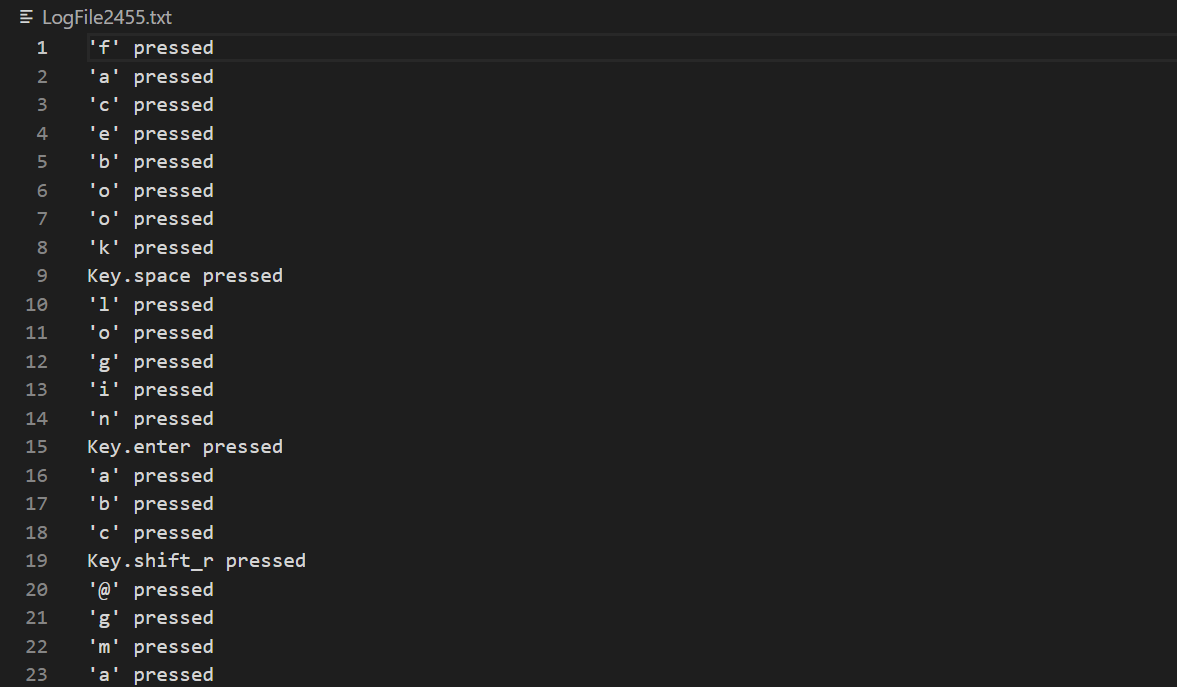 LogFile2455.txt
1 'f' pressed
2 'a' pressed
3 'c' pressed
4 'e' pressed
5 'b' pressed
6 'o' pressed
7 'o' pressed
8 'k' pressed
9 Key.space pressed
10 'l' pressed
11 'o' pressed
12 'g' pressed
13 'i' pressed
14 'n' pressed
15 Key.enter pressed
16 'a' pressed
17 'b' pressed
18 'c' pressed
19 Key.shift_r pressed
20 '@' pressed
21 'g' pressed
22 'm' pressed
23 'a' pressed